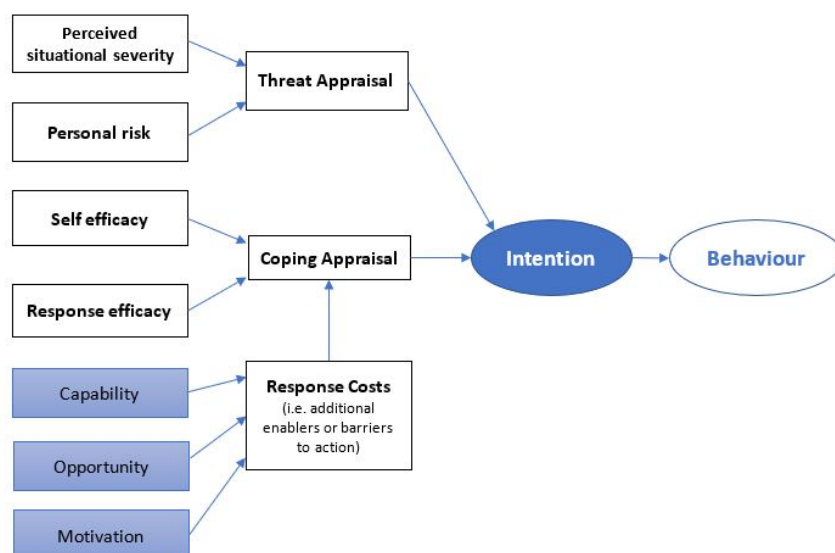 Perceived
situational severity
Threat Appraisal
Personal risk
Self efficacy
Coping Appraisal
Intention
Behaviour
Response efficacy
Capability
Response Costs
(i.e. additional
enablers or barriers
to action)
Opportunity
Motivation